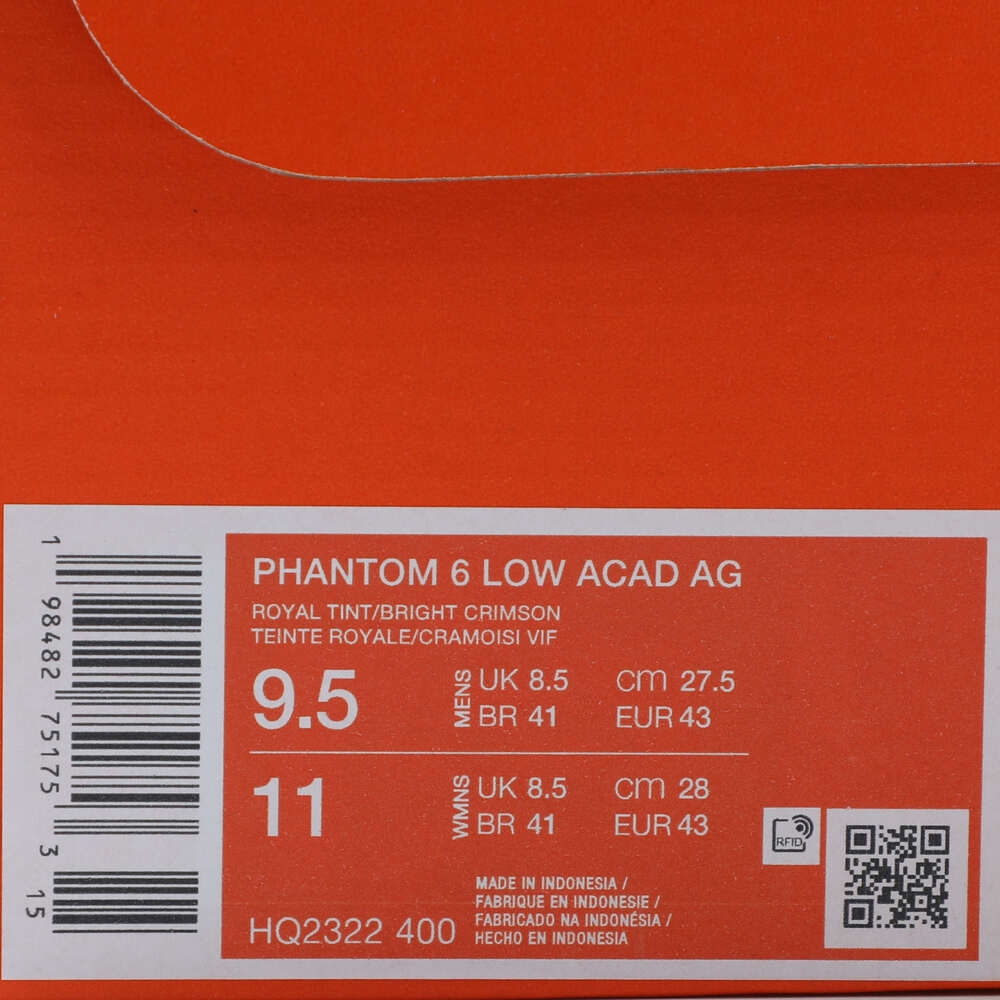 1 98482 75175 3 15
PHANTOM 6 LOW ACAD AG
ROYAL TINT/BRIGHT CRIMSON
TEINTE ROYALE/CRAMOISI VIF
9.5 MENS UK 8.5 cm 27.5
BR 41 EUR 43
11 WMNS UK 8.5 cm 28
BR 41 EUR 43
RFID
MADE IN INDONESIA /
FABRIQUE EN INDONESIE /
FABRICADO NA INDONÉSIA /
HECHO EN INDONESIA
HQ2322 400